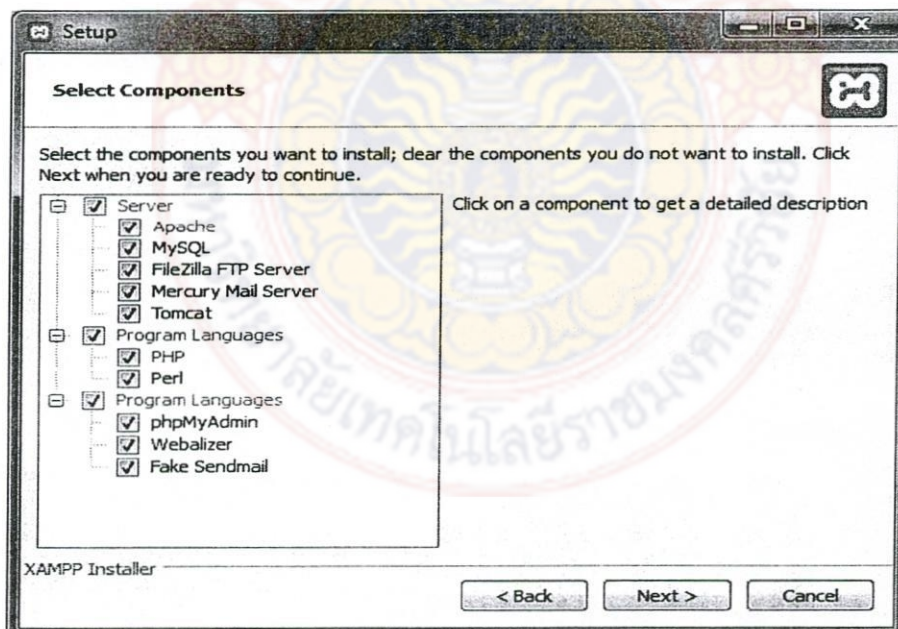 Setup
Select Components
Select the components you want to install; clear the components you do not want to install. Click
Next when you are ready to continue.
Server
Apache
MySQL
FileZilla FTP Server
Mercury Mail Server
Tomcat
Program Languages
PHP
Perl
Program Languages
phpMyAdmin
Webalizer
Fake Sendmail
Click on a component to get a detailed description
XAMPP Installer
< Back
Next >
Cancel